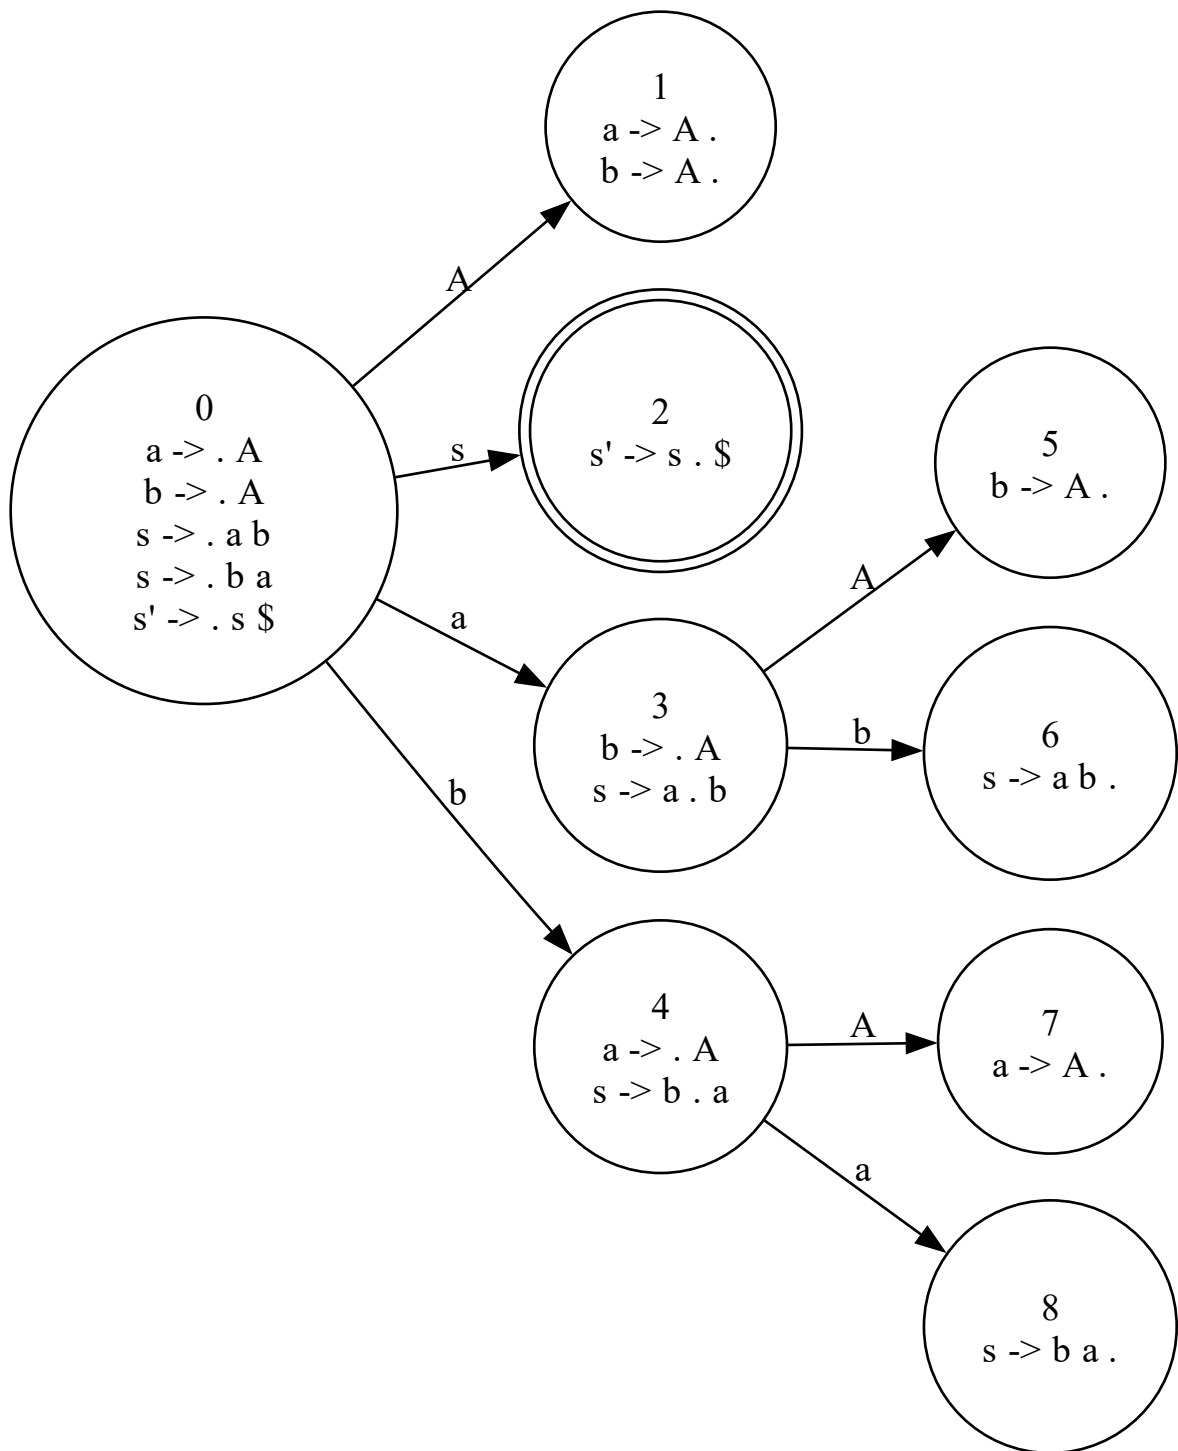 1
a -> A .
b -> A .
A
0
a -> . A
b -> . A
s -> . a b
s -> . b a
s' -> . s $
s
2
s' -> s . $
a
3
b -> . A
s -> a . b
A
5
b -> A .
b
6
s -> a b .
b
4
a -> . A
s -> b . a
A
7
a -> A .
a
8
s -> b a .